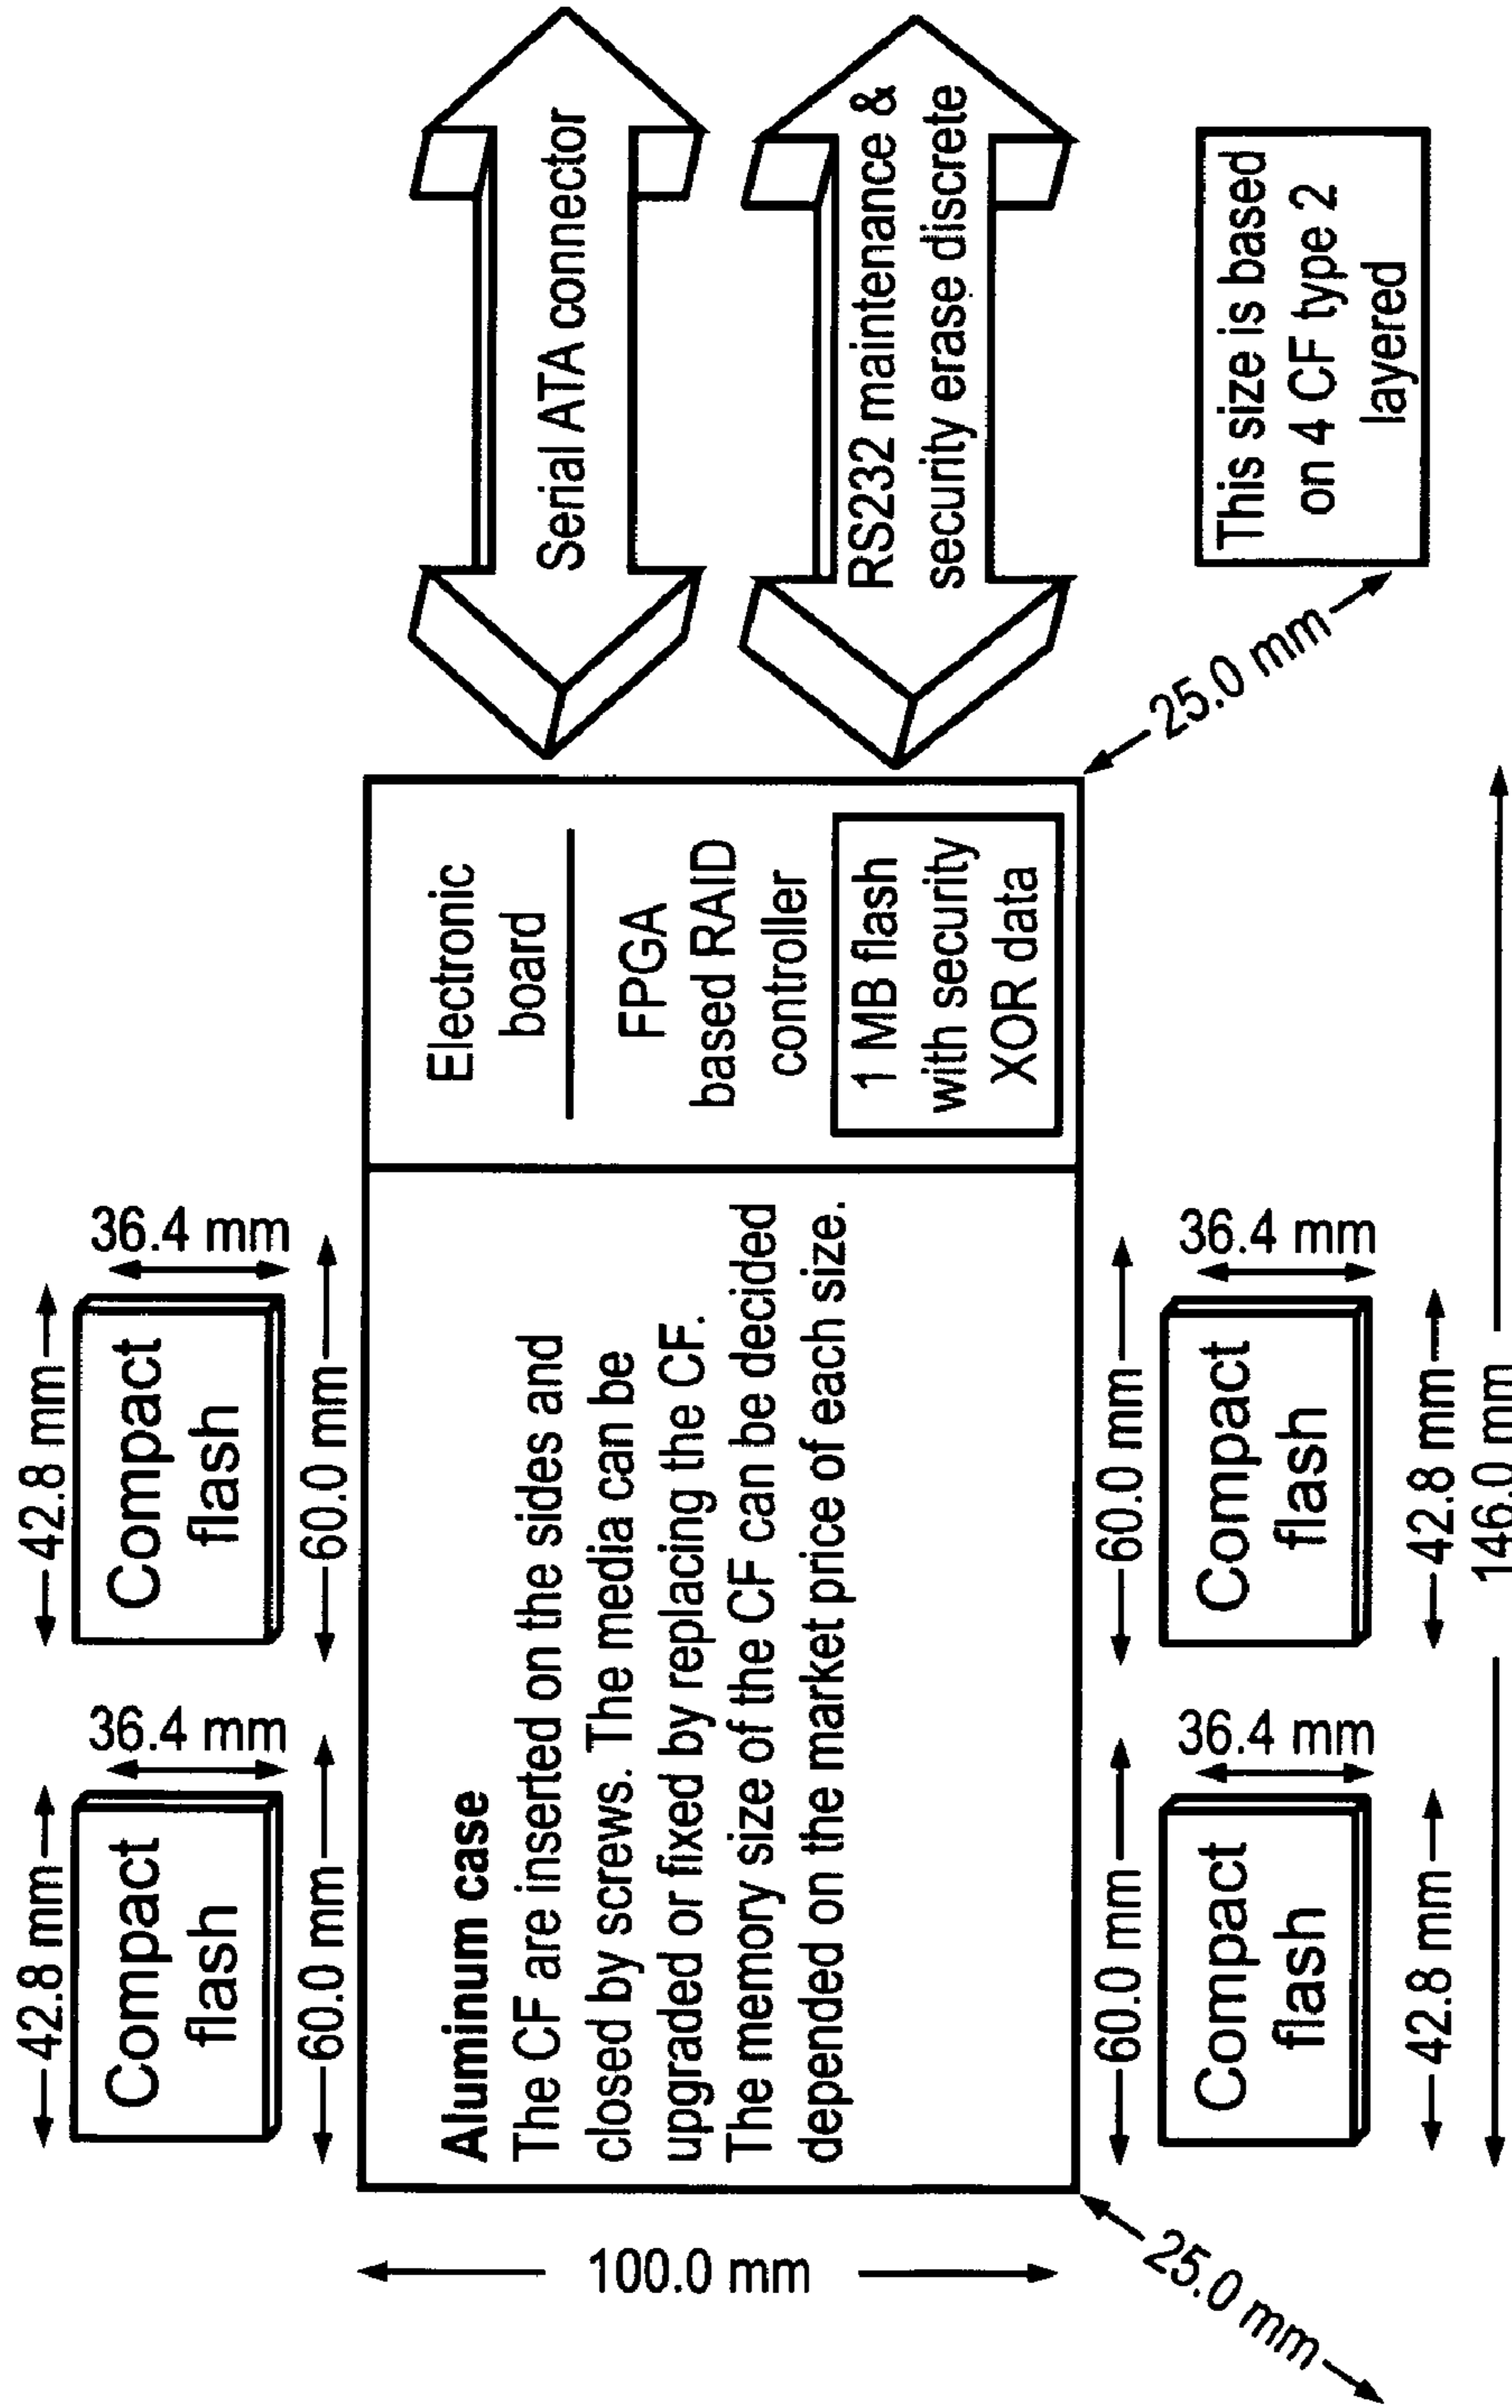 42.8 mm
42.8 mm
Compact
flash
36.4 mm
Compact
flash
36.4 mm
60.0 mm
60.0 mm
100.0 mm
Aluminum case
The CF are inserted on the sides and
closed by screws. The media can be
upgraded or fixed by replacing the CF.
The memory size of the CF can be decided
depended on the market price of each size.
Electronic
board
FPGA
based RAID
controller
1 MB flash
with security
XOR data
Serial ATA connector
RS232 maintenance &
security erase discrete
60.0 mm
60.0 mm
25.0 mm
25.0 mm
Compact
flash
36.4 mm
Compact
flash
36.4 mm
This size is based
on 4 CF type 2
layered
42.8 mm
42.8 mm
146.0 mm